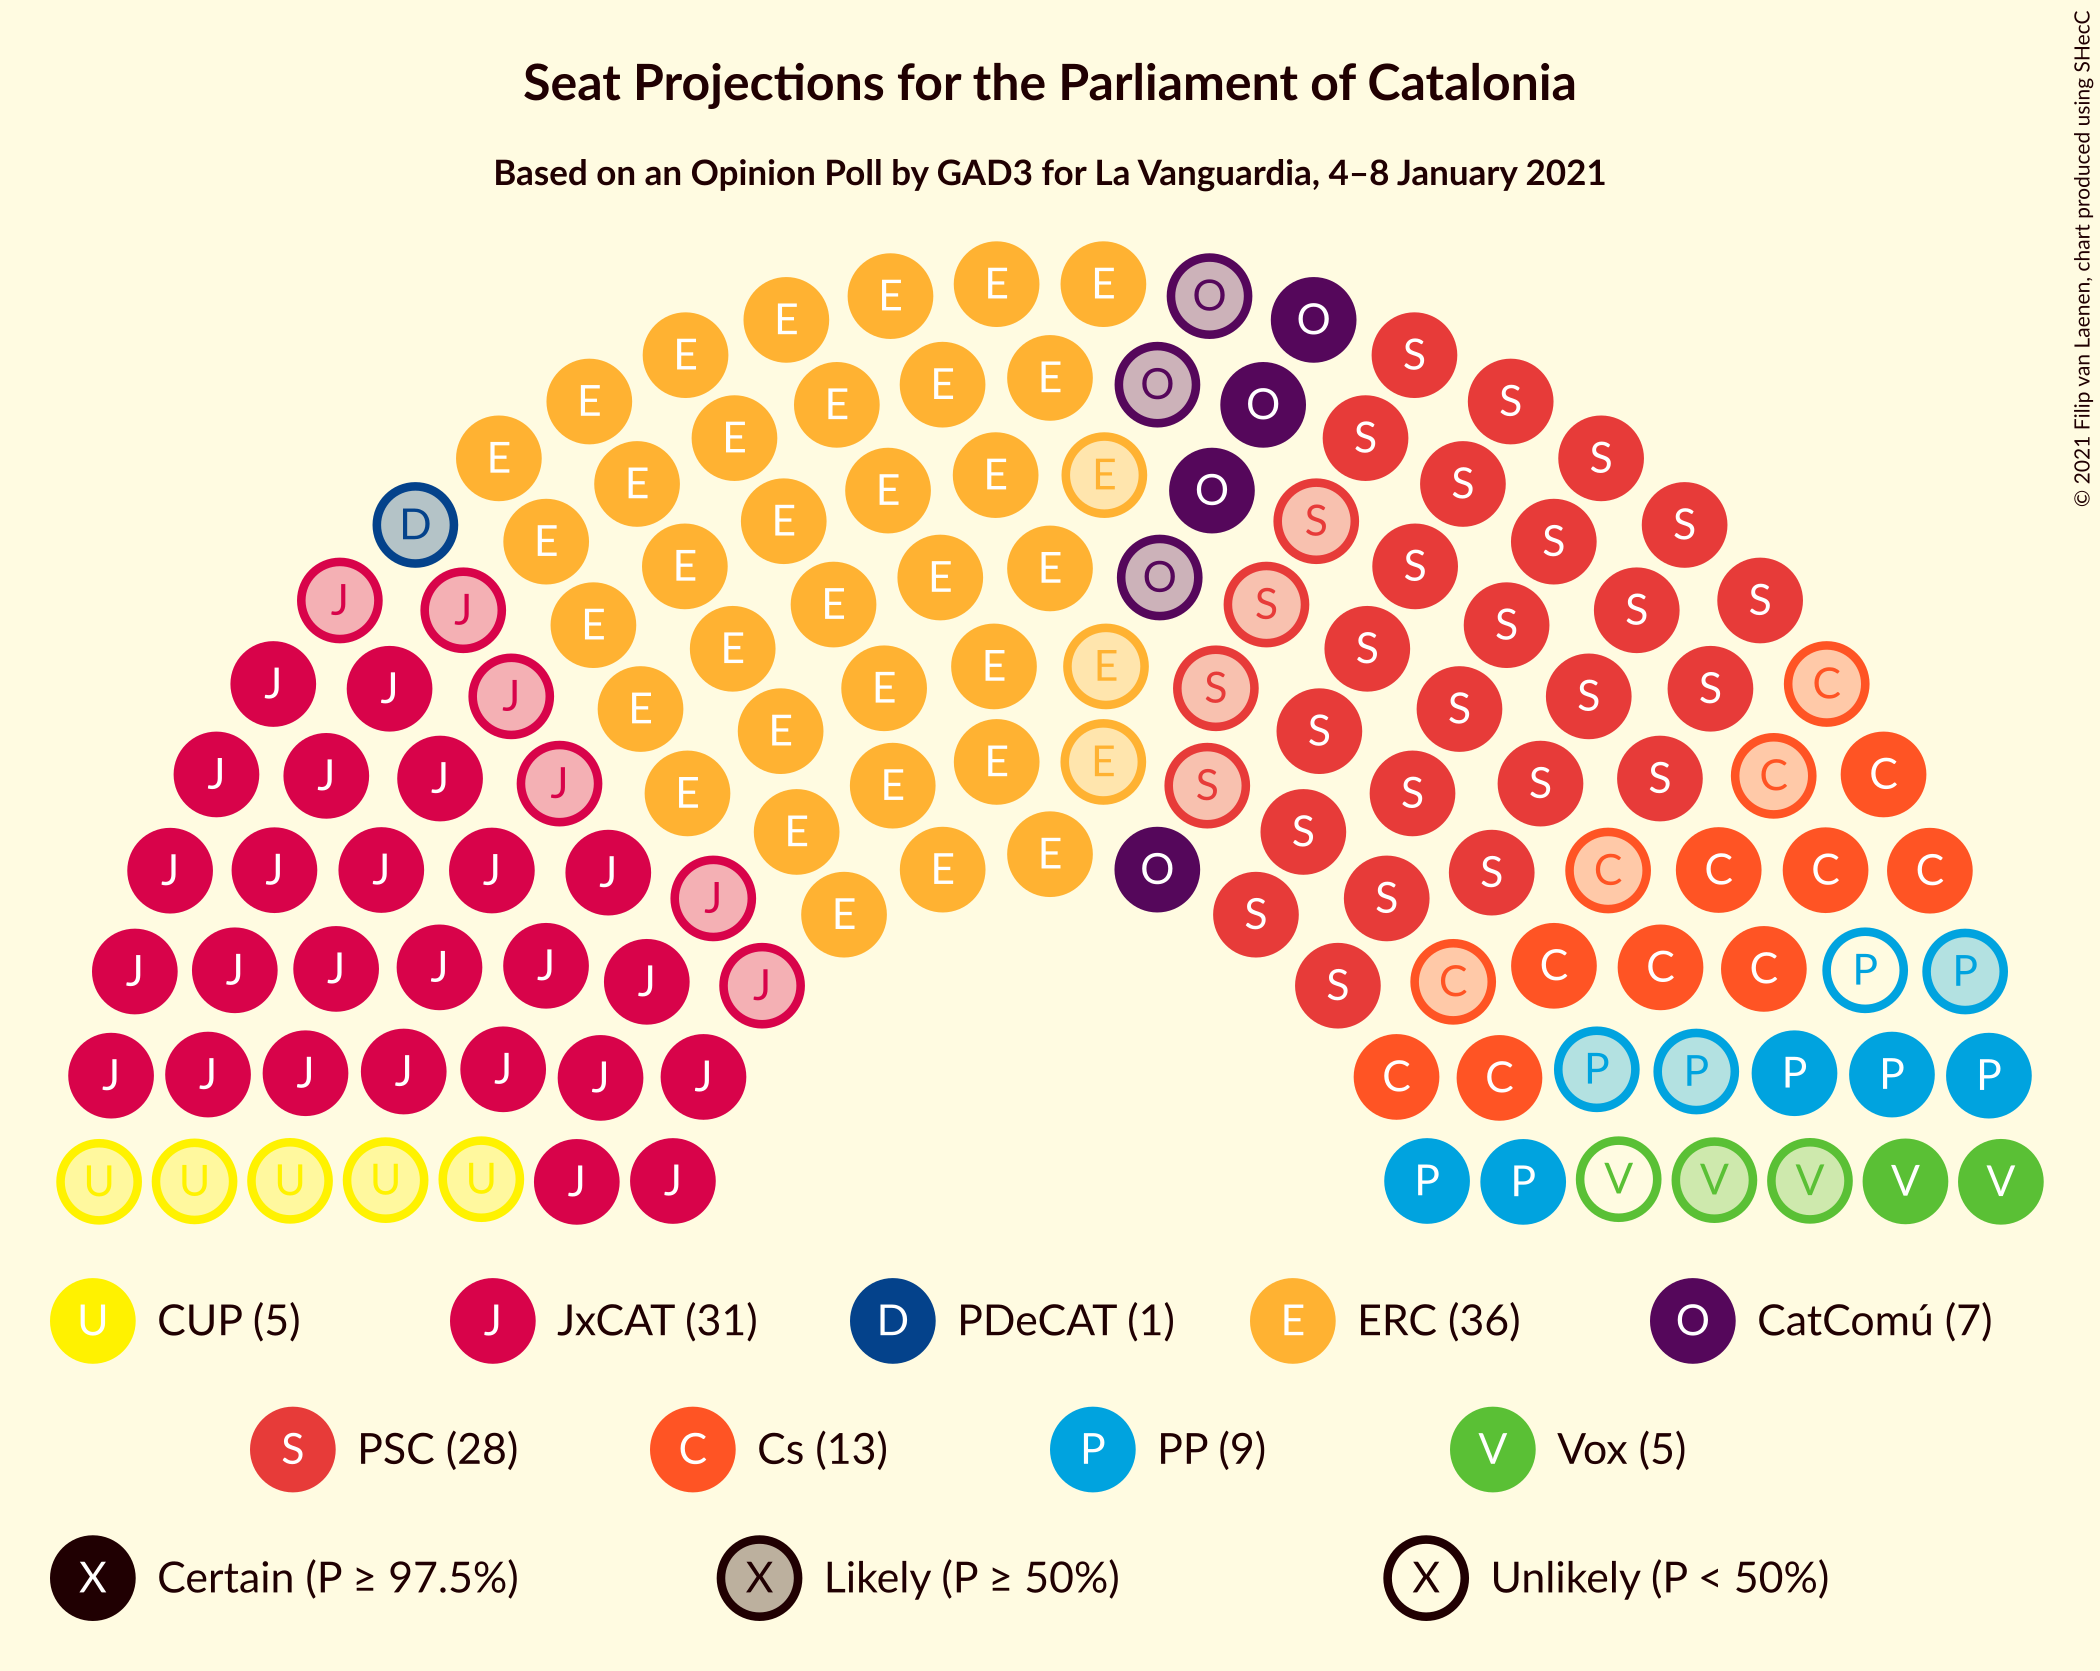 Seat Projections for the Parliament of Catalonia
Based on an Opinion Poll by GAD3 for La Vanguardia, 4–8 January 2021
© 2021 Filip van Laenen, chart produced using SHecC
E E
E O
E O
E S
E E
E O
E O
E S
E S
E E
E S
E O
D E
E S
E S
E S
E E
E O
J S
J E
E S
E S
E S
E E
E S
J J
J E
E S
E S
E S
S C
J J
J J
E E
E S
E S
S S
C C
J J
J J
J E
E E
E O
S S
S C
C C
C
J J J J J J J E S S C C C C P P
J J J J J J J C C P P P P P
U U U U U J J P P V V V V V
U CUP (5) J JxCAT (31) D PDeCAT (1) E ERC (36) O CatComú (7)
S PSC (28) C Cs (13) P PP (9) V Vox (5)
X Certain (P ≥ 97.5%) X Likely (P ≥ 50%) X Unlikely (P < 50%)